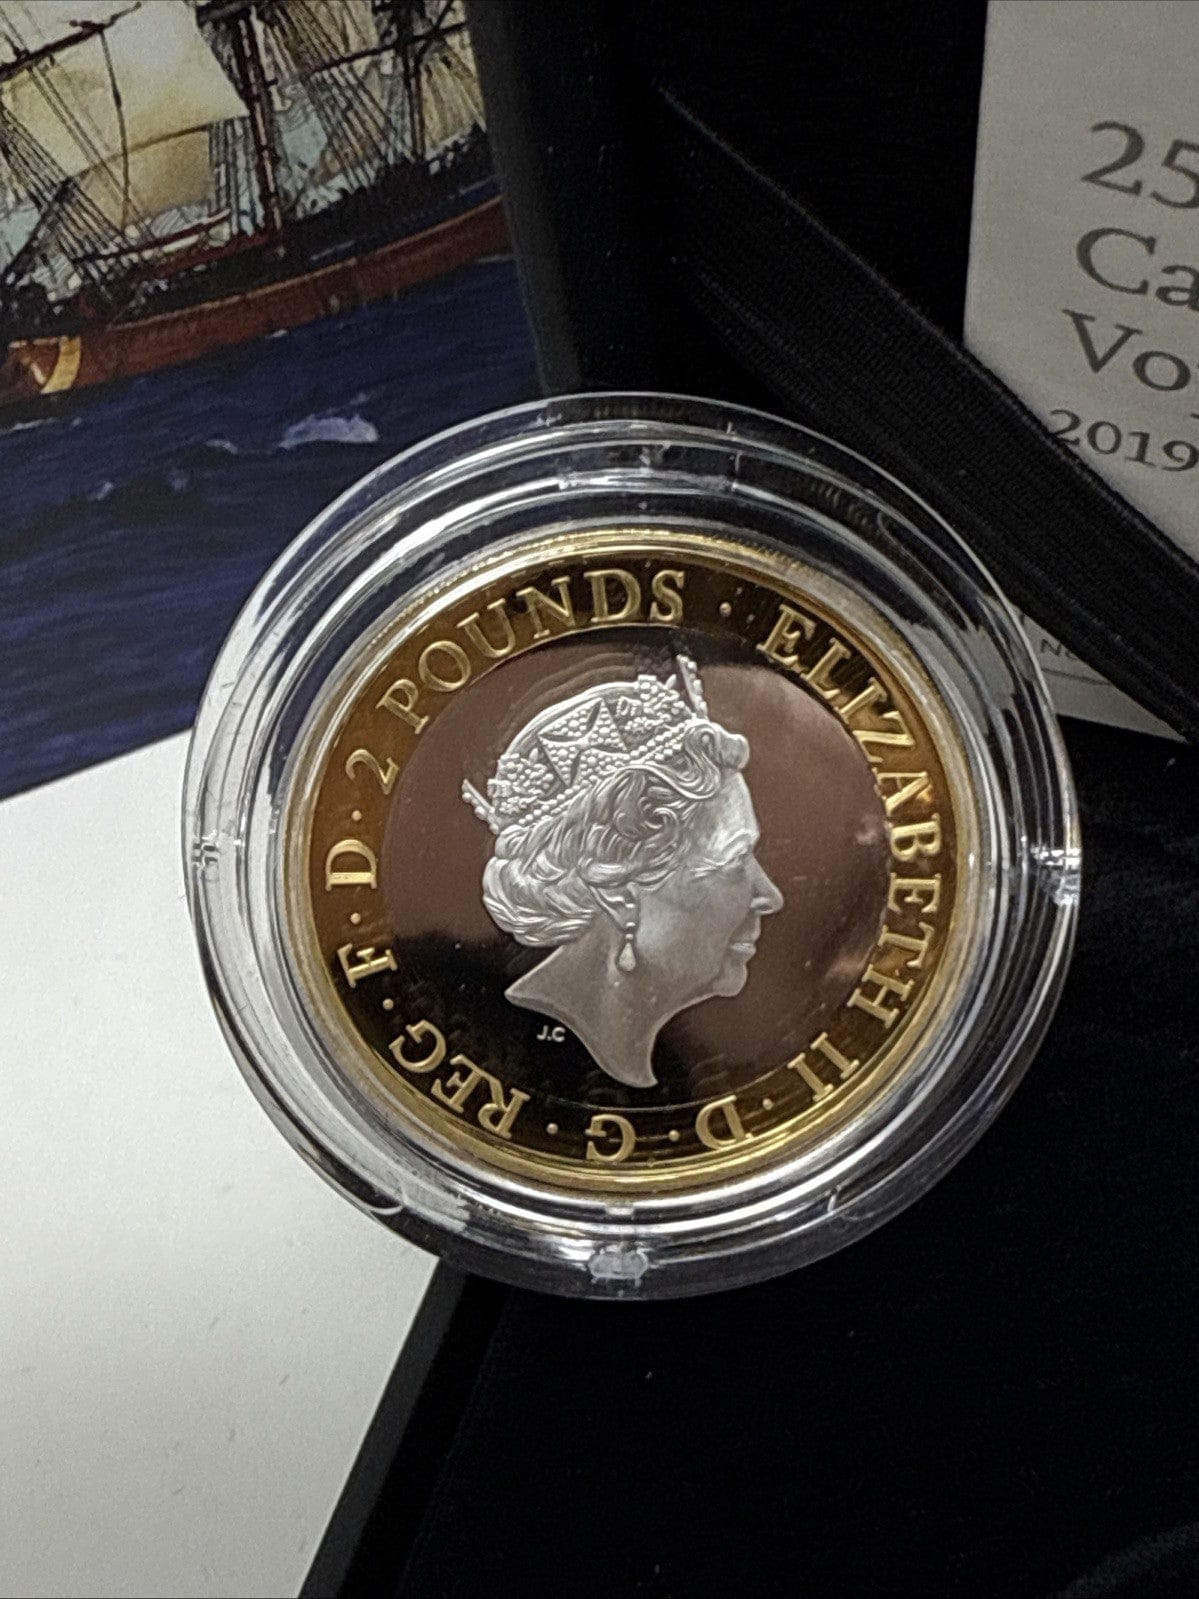 25
Ca
Vo
2019
ELIZABETH II · D · G · REG · F · D · 2 POUNDS ·
J.C